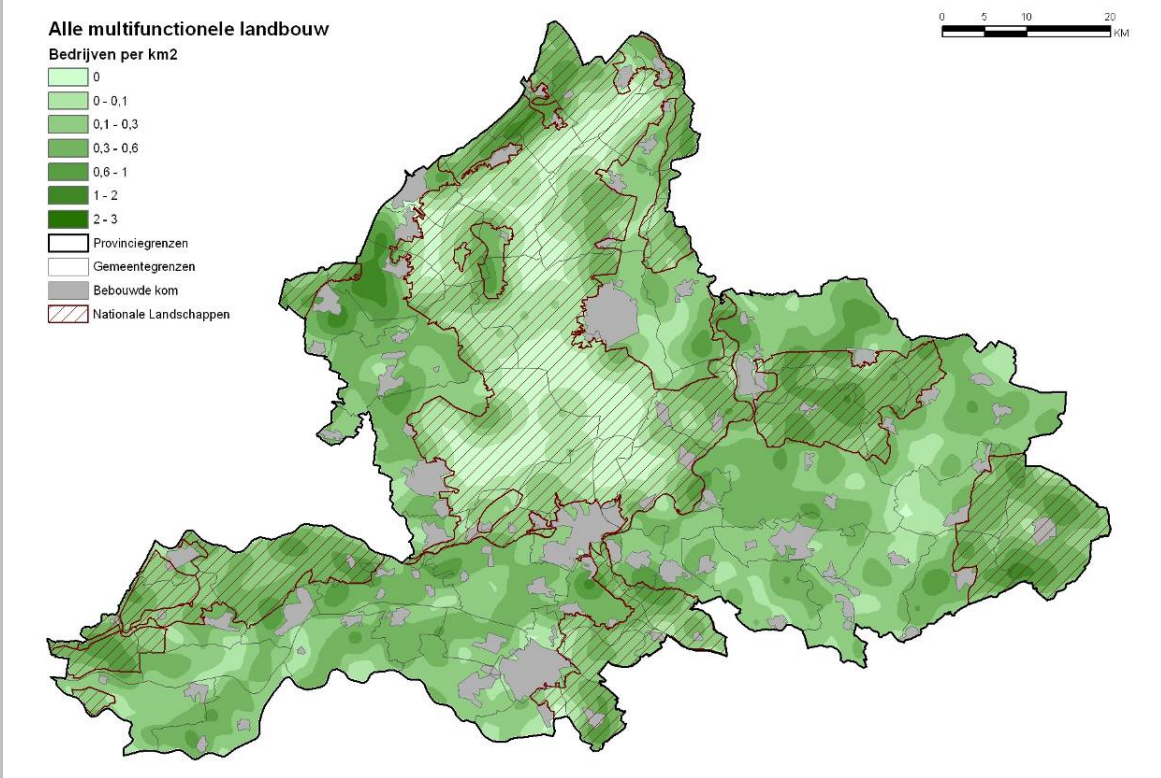 Alle multifunctionele landbouw
Bedrijven per km2
0
0 - 0,1
0,1 - 0,3
0,3 - 0,6
0,6 - 1
1 - 2
2 - 3
Provinciegrenzen
Gemeentegrenzen
Bebouwde kom
Nationale Landschappen
0 5 10 20
KM